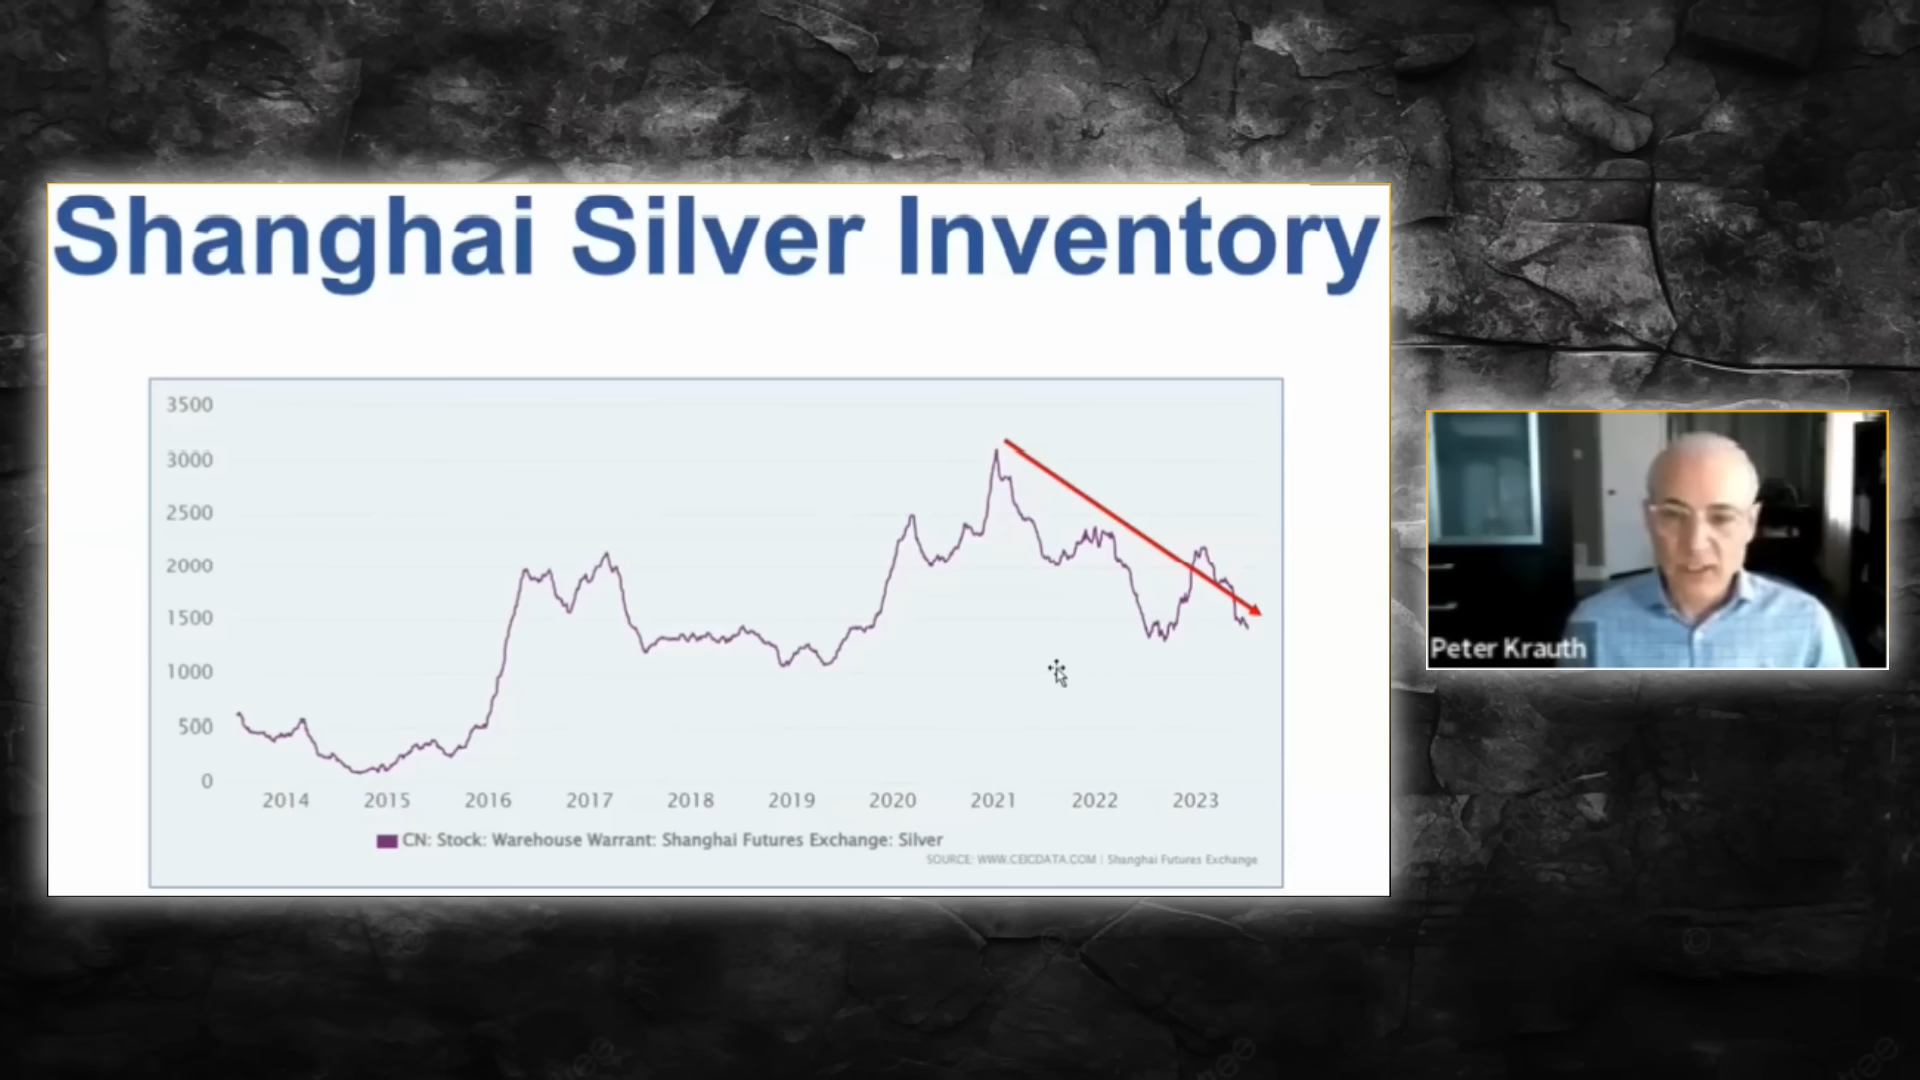 Shanghai Silver Inventory
3500
3000
2500
2000
1500
1000
500
0
2014 2015 2016 2017 2018 2019 2020 2021 2022 2023
CN: Stock: Warehouse Warrant: Shanghai Futures Exchange: Silver
SOURCE: WWW.CEICDATA.COM | Shanghai Futures Exchange
Peter Krauth